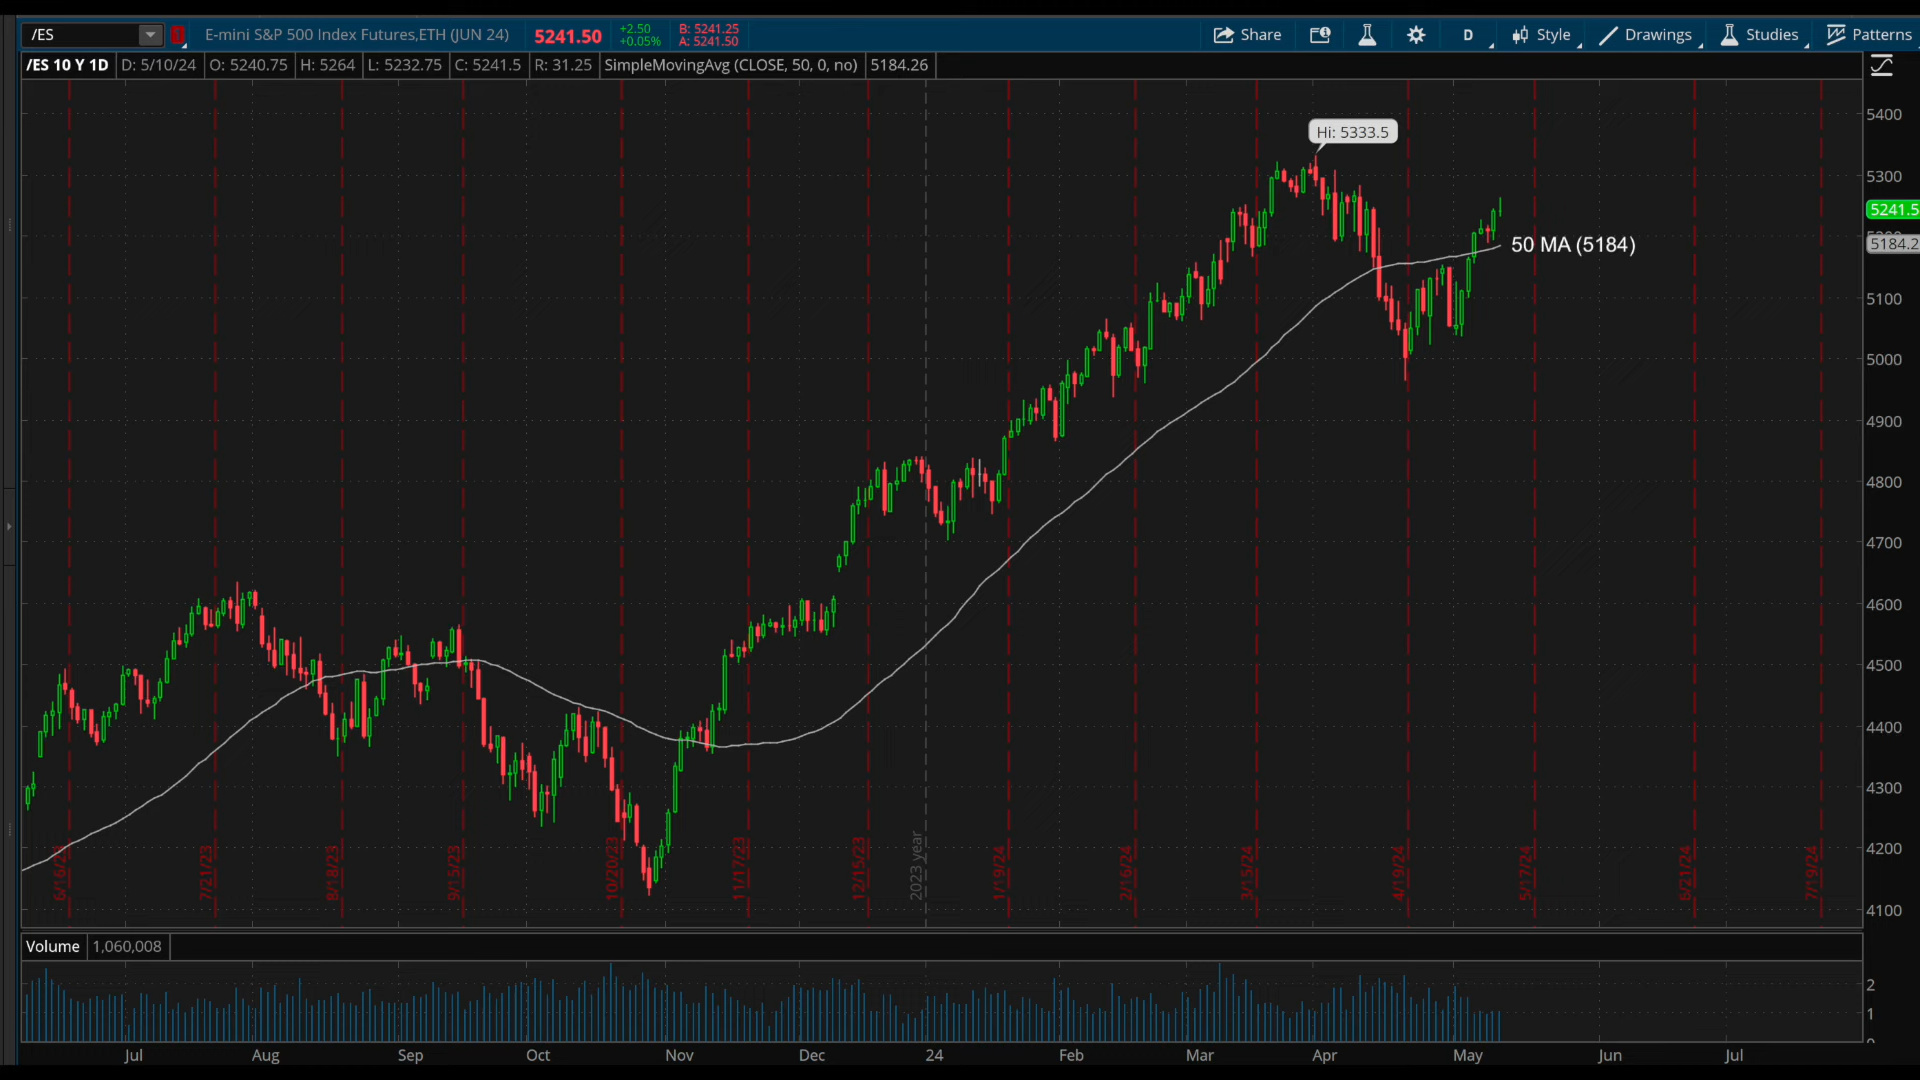 /ES E-mini S&P 500 Index Futures,ETH (JUN 24) 5241.50 +2.50 +0.05% B: 5241.25 A: 5241.50 Share D Style Drawings Studies Patterns
/ES 10 Y 1D D: 5/10/24 O: 5240.75 H: 5264 L: 5232.75 C: 5241.5 R: 31.25 SimpleMovingAvg (CLOSE, 50, 0, no) 5184.26
5400
Hi: 5333.5
5300
5241.5
50 MA (5184)
5184.2
5100
5000
4900
4800
4700
4600
4500
4400
4300
4200
4100
6/16/23 7/21/23 8/18/23 9/15/23 10/20/23 11/17/23 12/15/23 2023 year 1/19/24 2/16/24 3/15/24 4/19/24 5/17/24 6/21/24 7/19/24
Volume 1,060,008
2
1
Jul Aug Sep Oct Nov Dec 24 Feb Mar Apr May Jun Jul